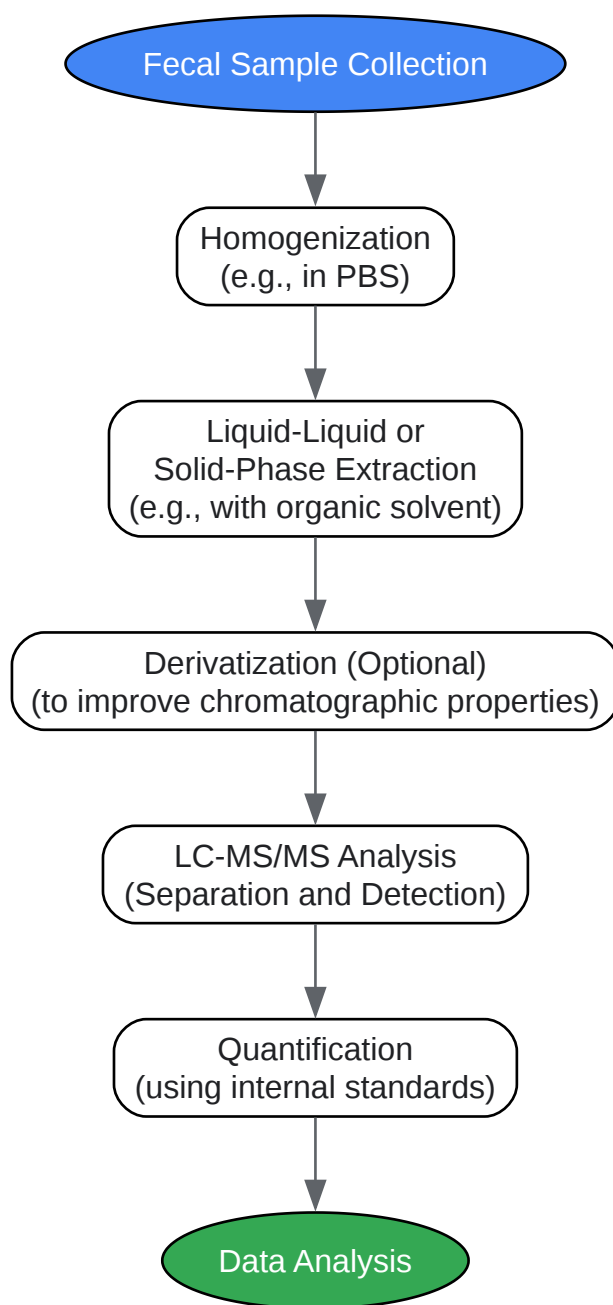 Fecal Sample Collection
Homogenization
(e.g., in PBS)
Liquid-Liquid or
Solid-Phase Extraction
(e.g., with organic solvent)
Derivatization (Optional)
(to improve chromatographic properties)
LC-MS/MS Analysis
(Separation and Detection)
Quantification
(using internal standards)
Data Analysis